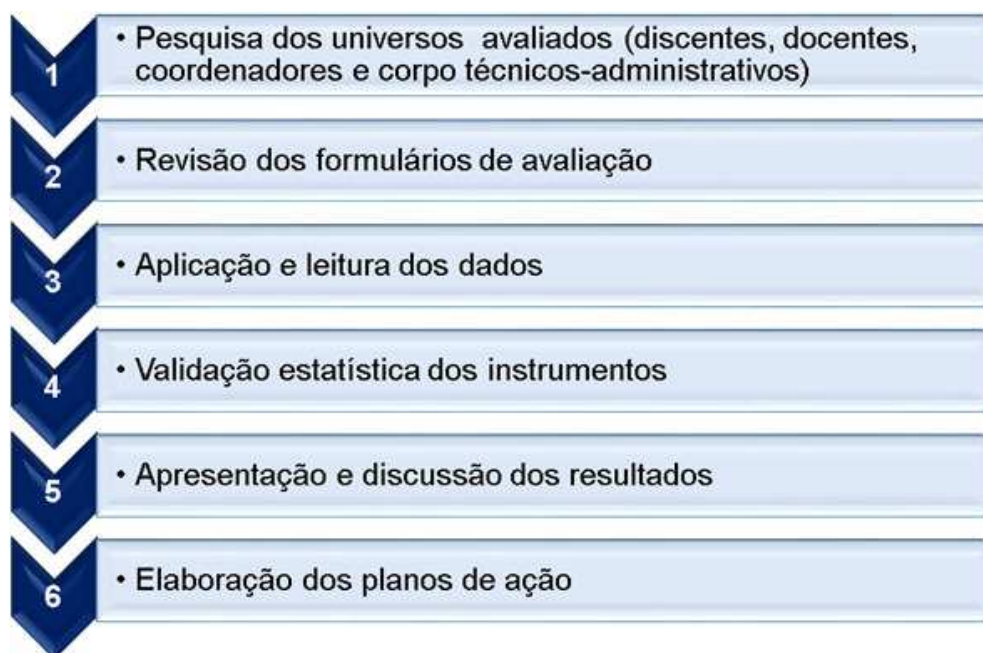 1
• Pesquisa dos universos avaliados (discentes, docentes,
coordenadores e corpo técnicos-administrativos)
2
• Revisão dos formulários de avaliação
3
• Aplicação e leitura dos dados
4
• Validação estatística dos instrumentos
5
• Apresentação e discussão dos resultados
6
• Elaboração dos planos de ação